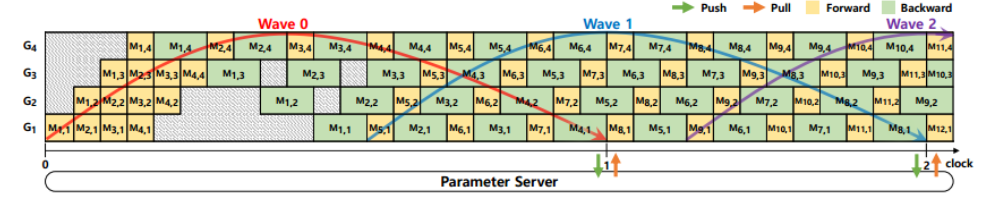 Push Pull Forward Backward
Wave 0 Wave 1 Wave 2
G4 M1,4 M1,4 M2,4 M2,4 M3,4 M3,4 M4,4 M4,4 M5,4 M5,4 M6,4 M6,4 M7,4 M7,4 M8,4 M8,4 M9,4 M9,4 M10,4 M10,4 M11,4
G3 M1,3 M2,3 M3,3 M4,4 M1,3 M2,3 M3,3 M5,3 M4,3 M6,3 M5,3 M7,3 M6,3 M8,3 M7,3 M9,3 M8,3 M10,3 M9,3 M11,3 M10,3
G2 M1,2 M2,2 M3,2 M4,2 M1,2 M2,2 M5,2 M3,2 M6,2 M4,2 M7,2 M5,2 M8,2 M6,2 M9,2 M7,2 M10,2 M8,2 M11,2 M9,2
G1 M1,1 M2,1 M3,1 M4,1 M1,1 M5,1 M2,1 M6,1 M3,1 M7,1 M4,1 M8,1 M5,1 M9,1 M6,1 M10,1 M7,1 M11,1 M8,1 M12,1
0 1 2 clock
Parameter Server